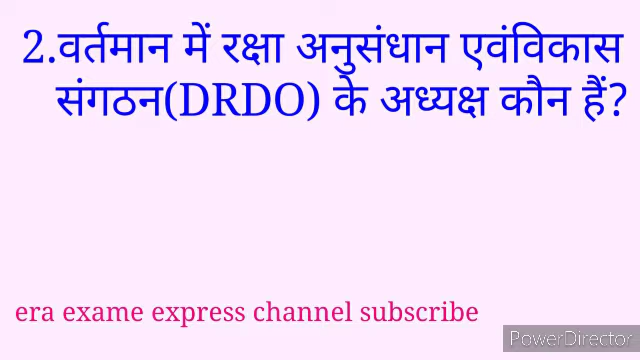 2.वर्तमान में रक्षा अनुसंधान एवंविकास
संगठन(DRDO) के अध्यक्ष कौन हैं?
era exame express channel subscribe
PowerDirector